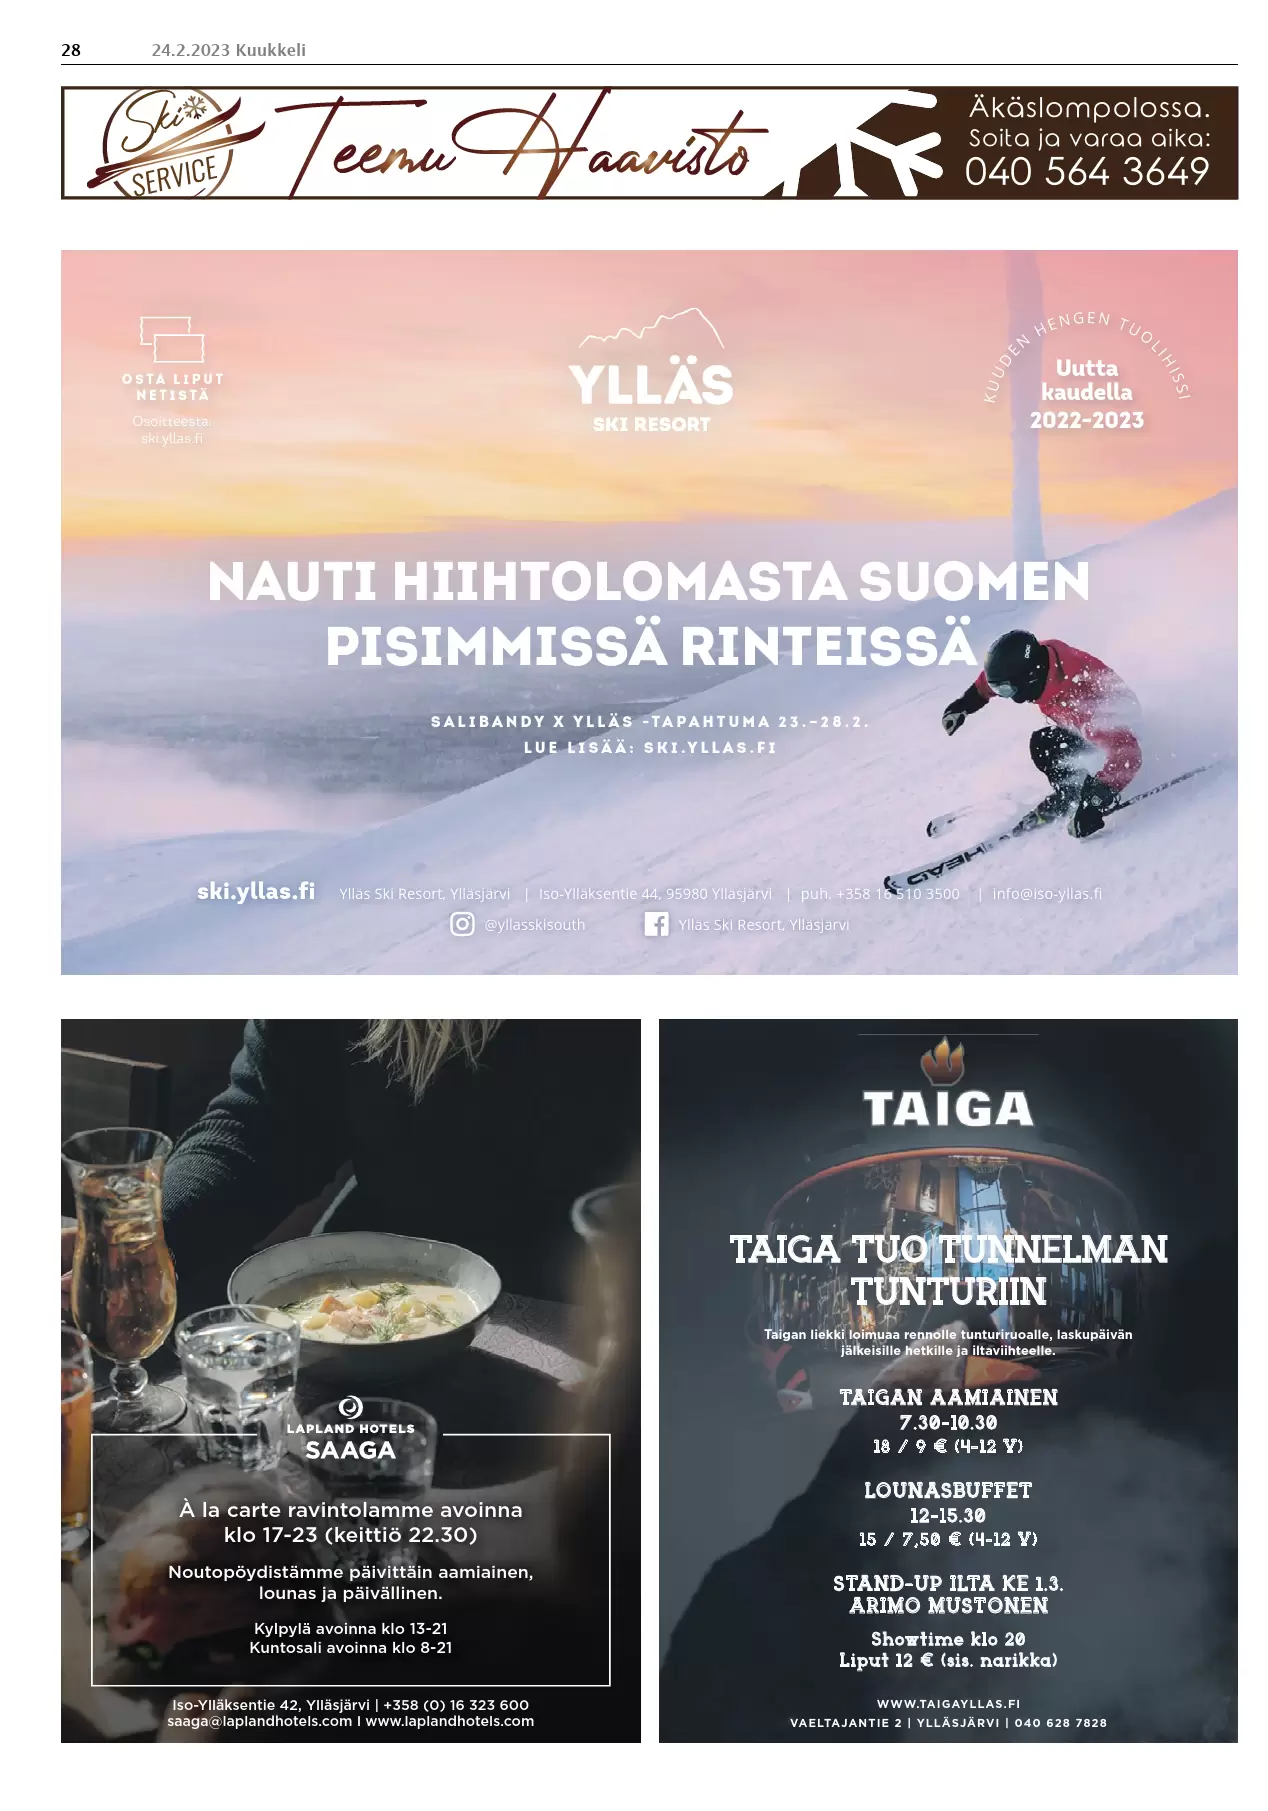 28 24.2.2023 Kuukkeli
Ski
SERVICE
Teemu Haavisto
Äkäslompolossa.
Soita ja varaa aika:
040 564 3649
OSTA LIPUT
NETISTÄ
Osoitteesta:
ski.yllas.fi
YLLÄS
SKI RESORT
KUUDEN HENGEN TUOLIHISSI
Uutta
kaudella
2022-2023
NAUTI HIIHTOLOMASTA SUOMEN
PISIMMISSÄ RINTEISSÄ
SALIBANDY X YLLÄS -TAPAHTUMA 23.–28.2.
LUE LISÄÄ: SKI.YLLAS.FI
HEAD
ski.yllas.fi Ylläs Ski Resort, Ylläsjärvi | Iso-Ylläksentie 44, 95980 Ylläsjärvi | puh. +358 16 510 3500 | info@iso-yllas.fi
@yllasskisouth Ylläs Ski Resort, Ylläsjärvi
LAPLAND HOTELS
SAAGA
À la carte ravintolamme avoinna
klo 17-23 (keittiö 22.30)
Noutopöydistämme päivittäin aamiainen,
lounas ja päivällinen.
Kylpylä avoinna klo 13-21
Kuntosali avoinna klo 8-21
Iso-Ylläksentie 42, Ylläsjärvi | +358 (0) 16 323 600
saaga@laplandhotels.com I www.laplandhotels.com
TAIGA
TAIGA TUO TUNNELMAN
TUNTURIIN
Taigan liekki loimuaa rennolle tunturiruoalle, laskupäivän
jälkeisille hetkille ja iltaviihteelle.
TAIGAN AAMIAINEN
7.30-10.30
18 / 9 € (4-12 V)
LOUNASBUFFET
12-15.30
15 / 7,50 € (4-12 V)
STAND-UP ILTA KE 1.3.
ARIMO MUSTONEN
Showtime klo 20
Liput 12 € (sis. narikka)
WWW.TAIGAYLLAS.FI
VAELTAJANTIE 2 | YLLÄSJÄRVI | 040 628 7828